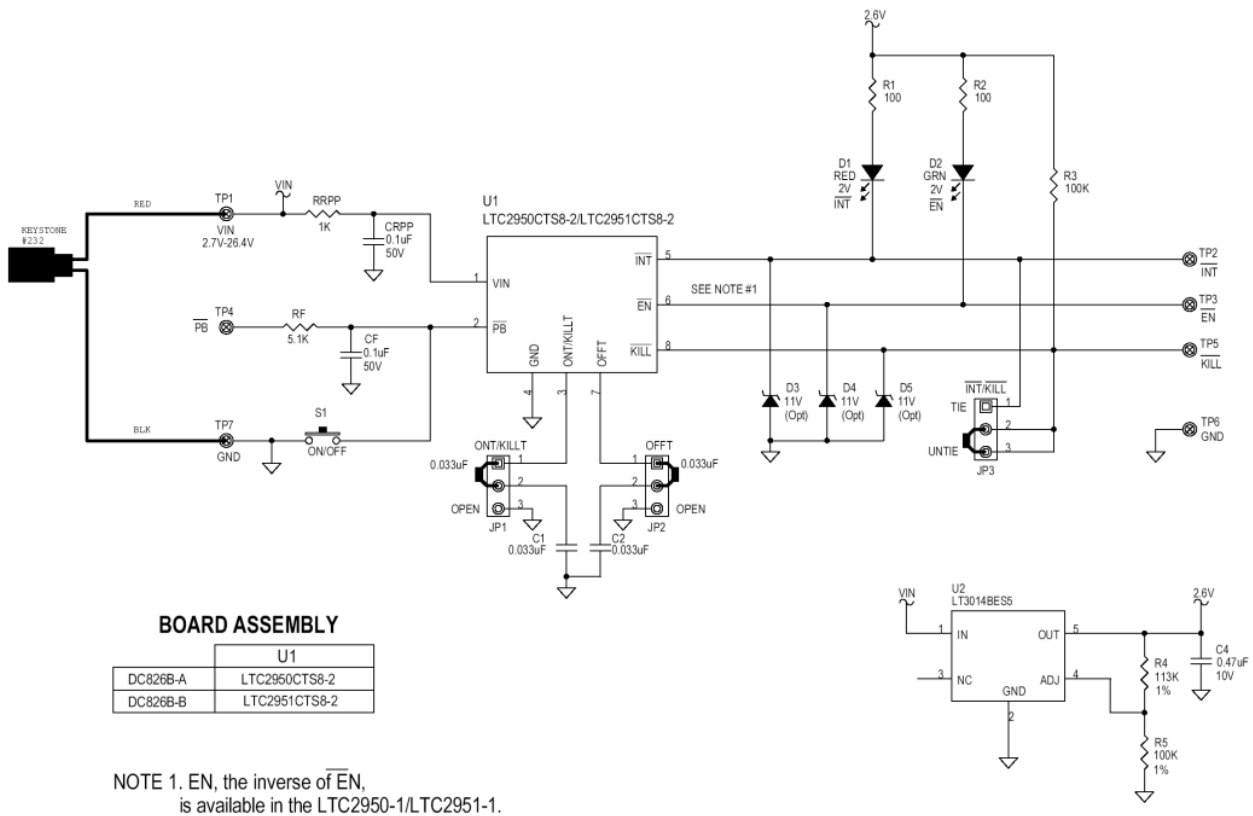 2.6V
R1
100
R2
100
D1
RED
2V
INT
D2
GRN
2V
EN
R3
100K
KEYSTONE
#232
RED
TP1
VIN
2.7V-26.4V
VIN
RRPP
1K
CRPP
0.1uF
50V
U1
LTC2950CTS8-2/LTC2951CTS8-2
1
VIN
2
PB
INT
5
EN
6
KILL
8
GND
4
ONT/KILLT
3
OFFT
7
SEE NOTE #1
TP2
INT
TP3
EN
TP5
KILL
PB
TP4
RF
5.1K
CF
0.1uF
50V
BLK
TP7
GND
S1
ON/OFF
D3
11V
(Opt)
D4
11V
(Opt)
D5
11V
(Opt)
INT/KILL
TIE
1
2
UNTIE
3
JP3
TP6
GND
ONT/KILLT
0.033uF
1
2
OPEN
3
JP1
OFFT
1
0.033uF
2
3
OPEN
JP2
C1
0.033uF
C2
0.033uF
BOARD ASSEMBLY
U1
DC826B-A LTC2950CTS8-2
DC826B-B LTC2951CTS8-2
VIN
U2
LT3014BES5
1
IN
OUT
5
3
NC
ADJ
4
GND
2
2.6V
R4
113K
1%
C4
0.47uF
10V
R5
100K
1%
NOTE 1. EN, the inverse of EN,
is available in the LTC2950-1/LTC2951-1.